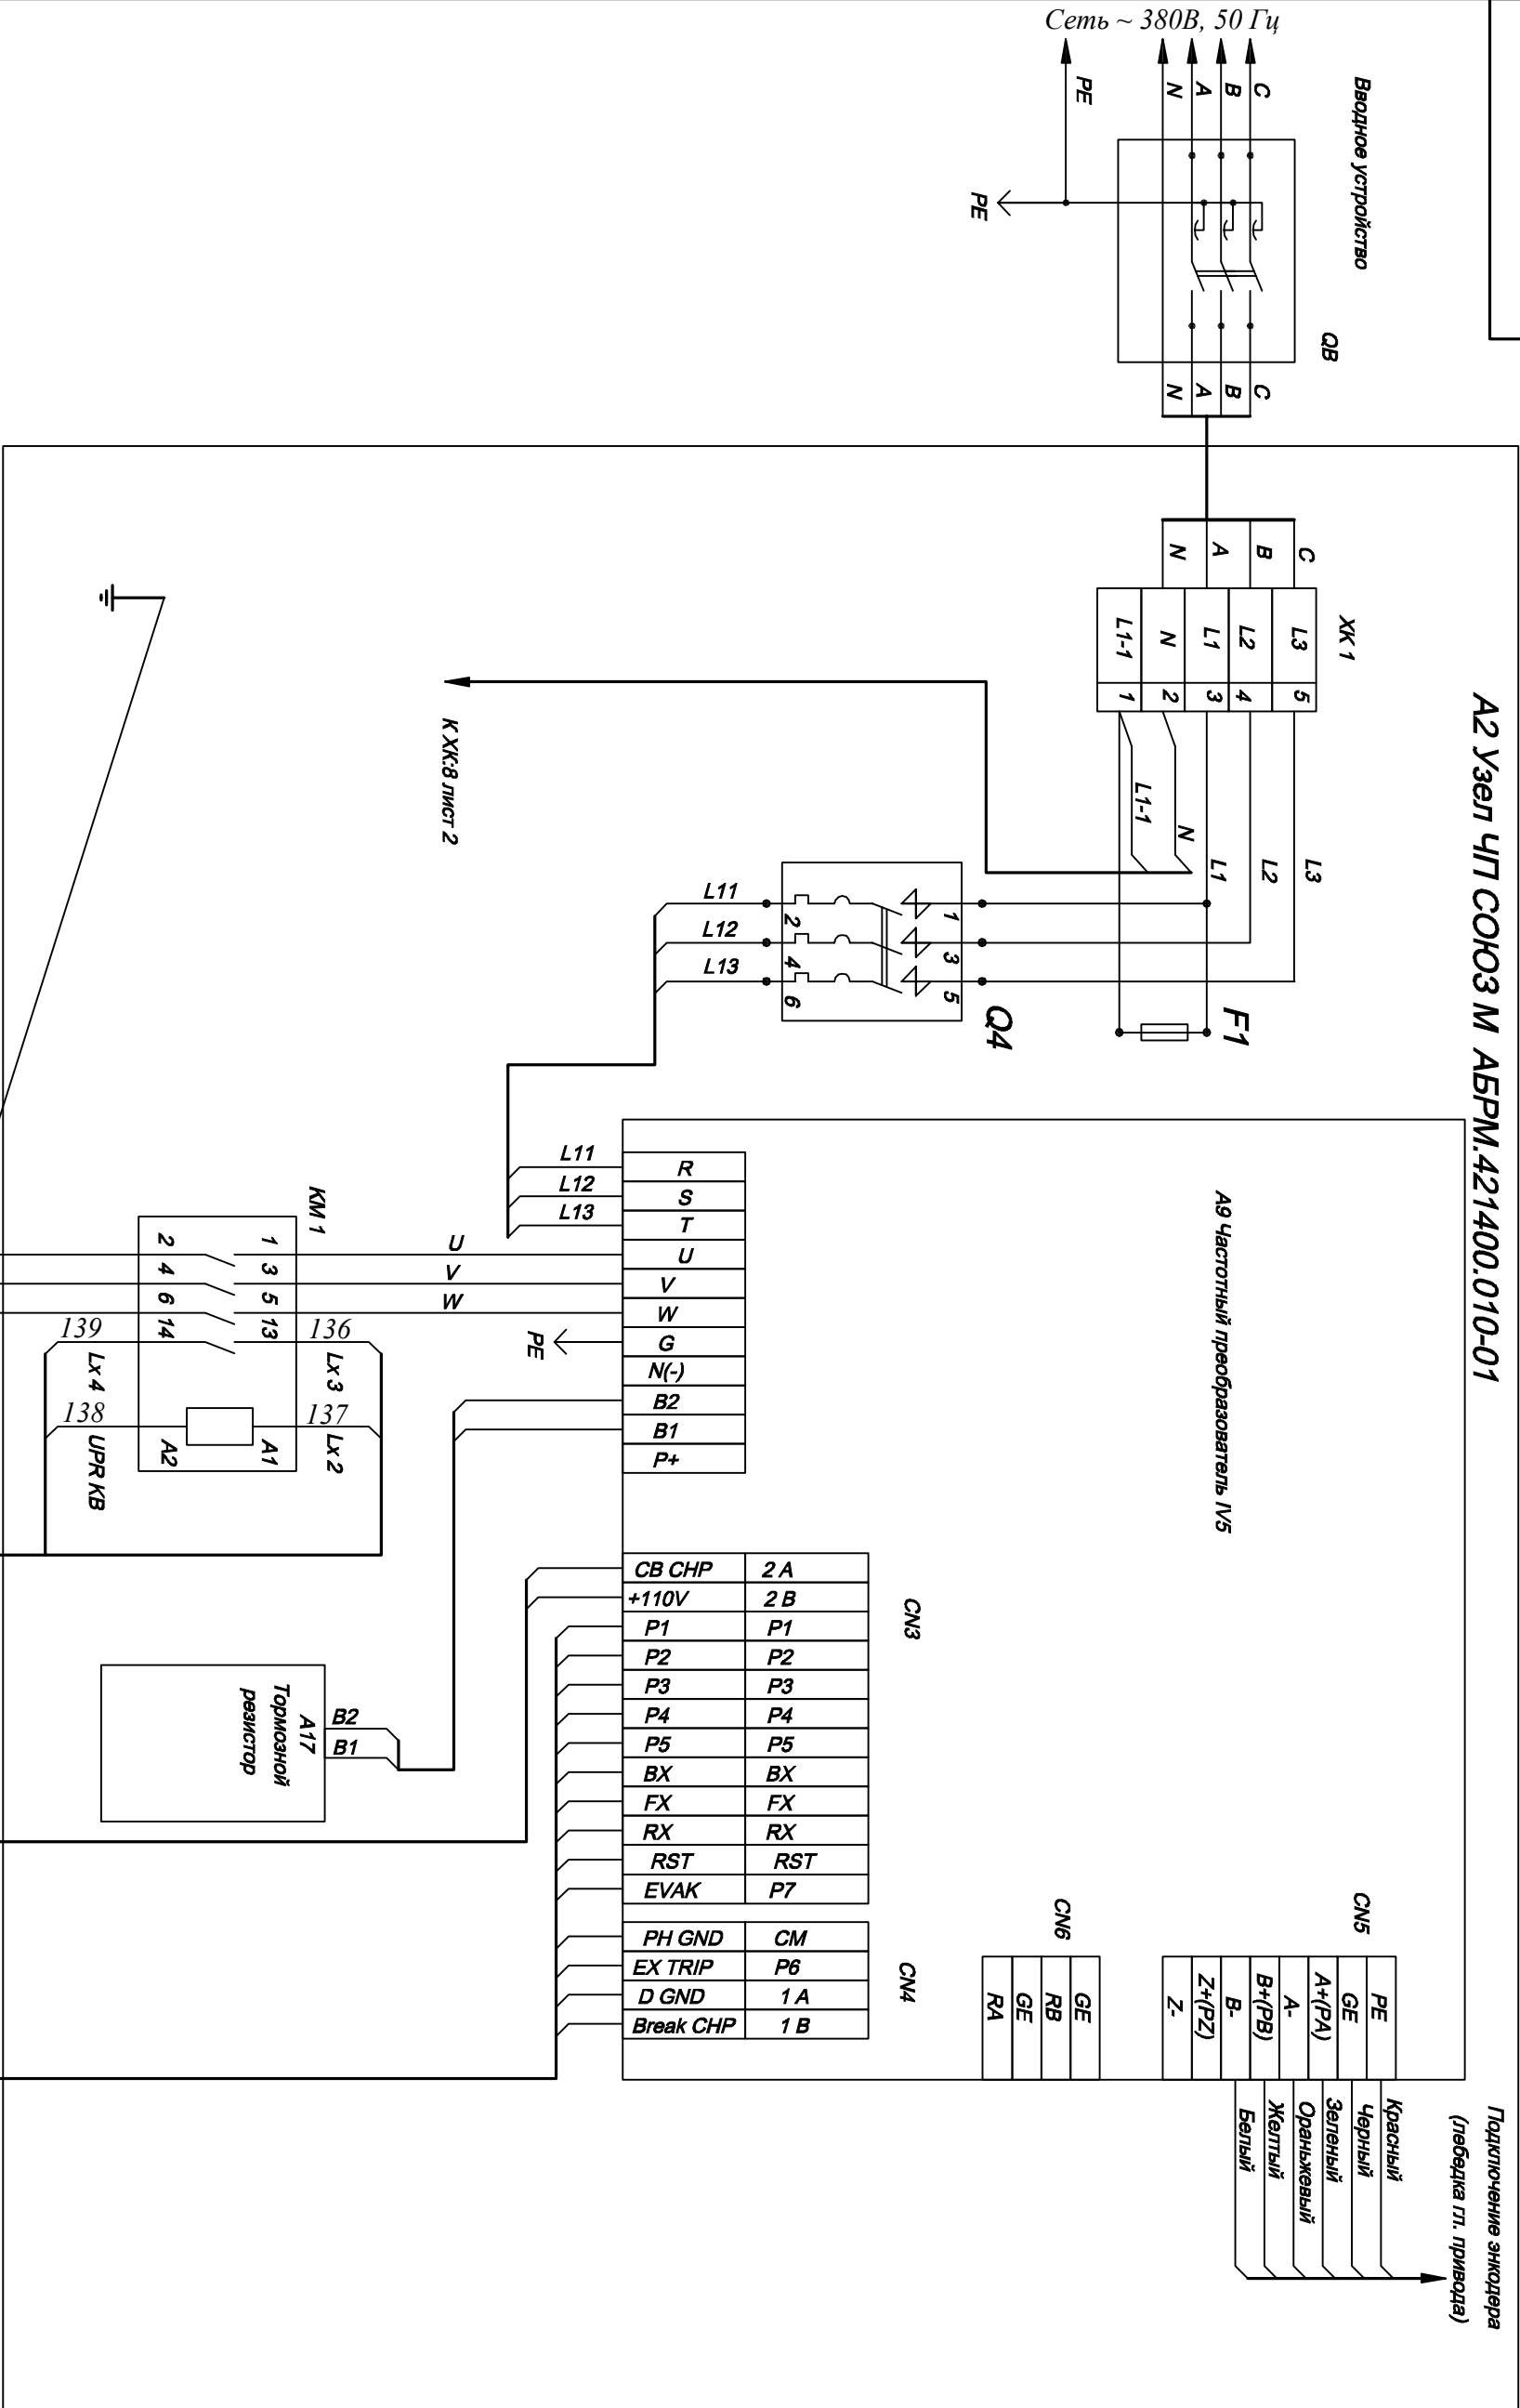 Сеть ~ 380В, 50 Гц
PE
N
A
B
C
Вводное устройство
PE
QB
N
A
B
C
А2 Узел ЧП СОЮЗ М АБРМ.421400.010-01
N
A
B
C
XK 1
L1-1
N
L1
L2
L3
1
2
3
4
5
К ХК:8 лист 2
L1-1
N
L1
L2
L3
L11
L12
L13
2
4
6
1
3
5
Q4
F1
А9 Частотный преобразователь IV5
L11
R
L12
S
L13
T
U
U
V
V
W
W
PE
G
N(-)
B2
B1
P+
KM 1
2
1
4
3
6
5
14
13
139
136
Lx 4
Lx 3
138
137
UPR KB
A2
A1
Lx 2
CN3
CB CHP
2 A
+110V
2 B
P1
P1
P2
P2
P3
P3
P4
P4
P5
P5
BX
BX
FX
FX
RX
RX
RST
RST
EVAK
P7
А17
Тормозной
резистор
B2
B1
CN4
PH GND
CM
EX TRIP
P6
D GND
1 A
Break CHP
1 B
CN6
RA
GE
RB
GE
CN5
Z-
Z+(PZ)
B-
B+(PB)
A-
A+(PA)
GE
PE
Белый
Желтый
Ораньжевый
Зеленый
Черный
Красный
Подключение энкодера
(лебедка гл. привода)